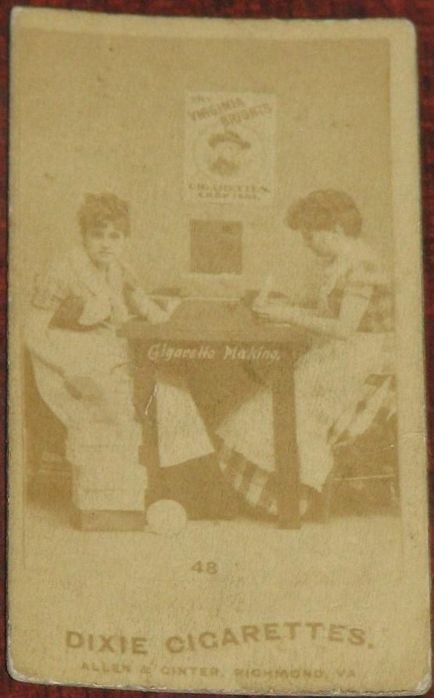 VIRGINIA
BRIGHTS
CIGARETTES
Cigarette Making.
48
DIXIE CIGARETTES.
ALLEN & GINTER, RICHMOND, VA